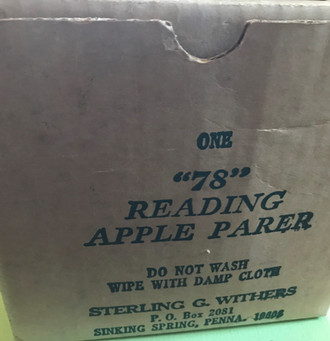 ONE
“78”
READING
APPLE PARER
DO NOT WASH
WIPE WITH DAMP CLOTH
STERLING G. WITHERS
P. O. Box 2081
SINKING SPRING, PENNA. 19608